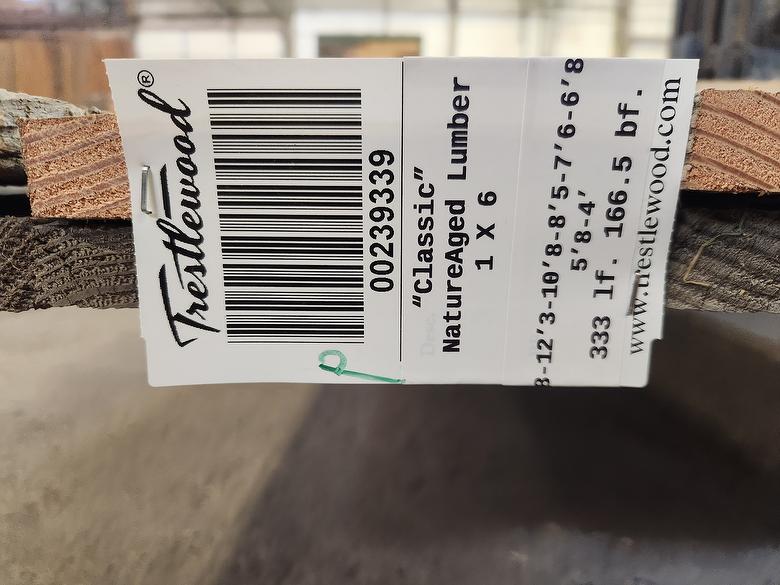 Trestlewood®
00239339
"Classic"
NatureAged Lumber
1 X 6
8-12'3-10'8-8'5-7'6-6'8
5'8-4'
333 lf. 166.5 bf.
www.trestlewood.com